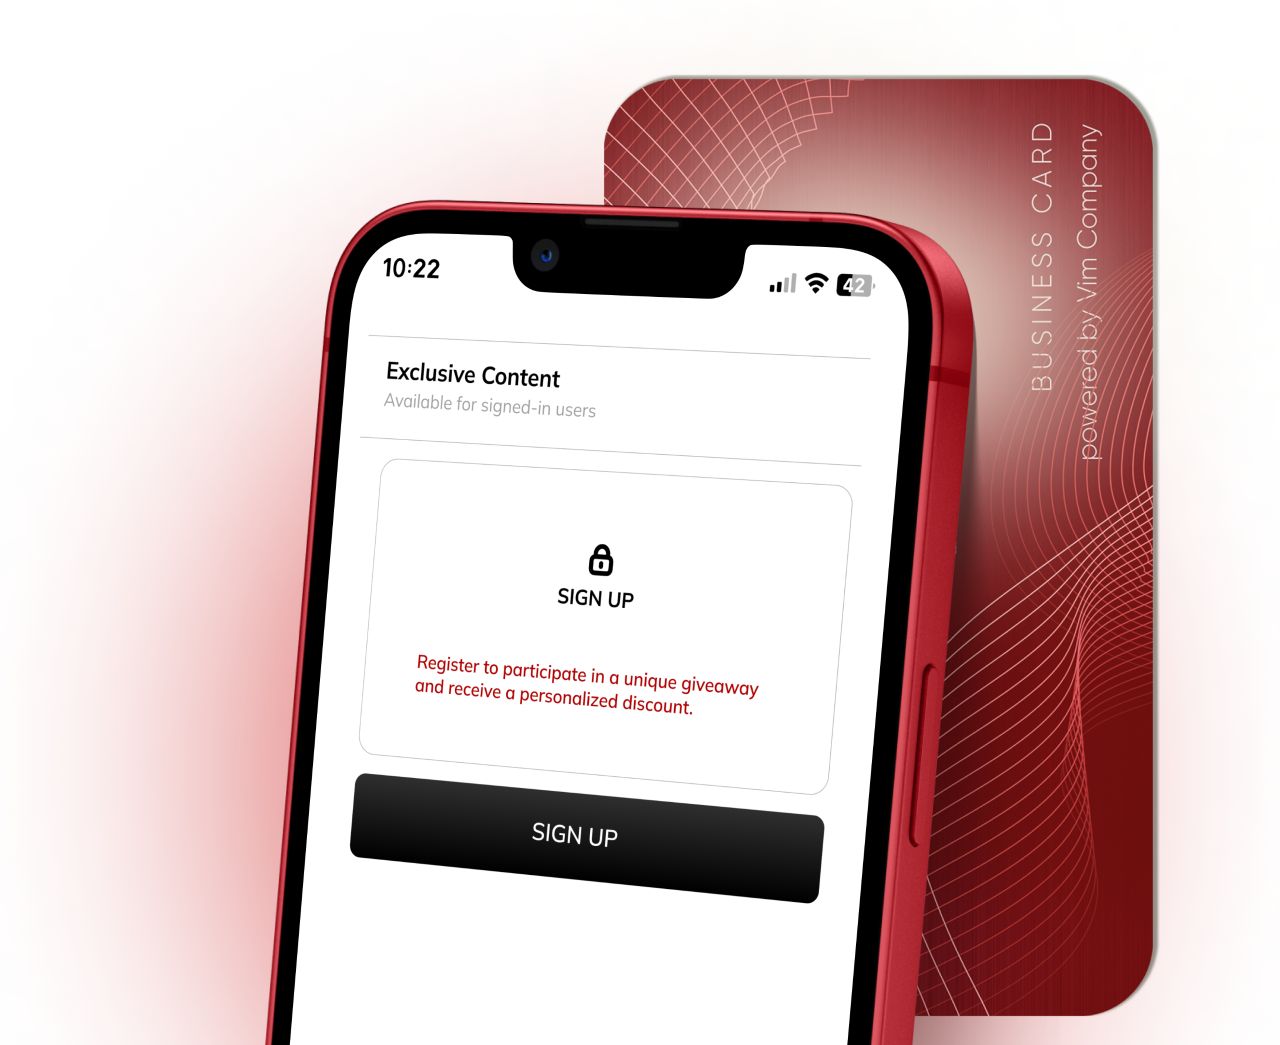 BUSINESS CARD
powered by Vim Company
10:22
42
Exclusive Content
Available for signed-in users
SIGN UP
Register to participate in a unique giveaway
and receive a personalized discount.
SIGN UP